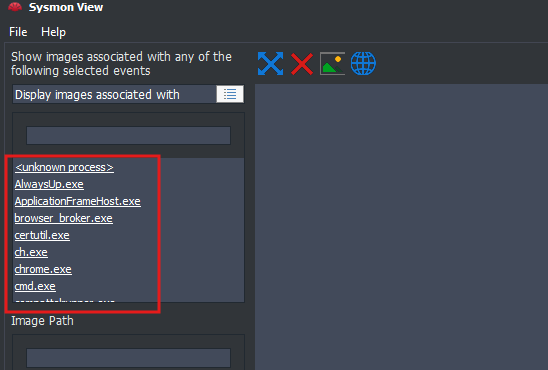 Sysmon View
File Help
Show images associated with any of the
following selected events
Display images associated with
<unknown process>
AlwaysUp.exe
ApplicationFrameHost.exe
browser_broker.exe
certutil.exe
ch.exe
chrome.exe
cmd.exe
Image Path